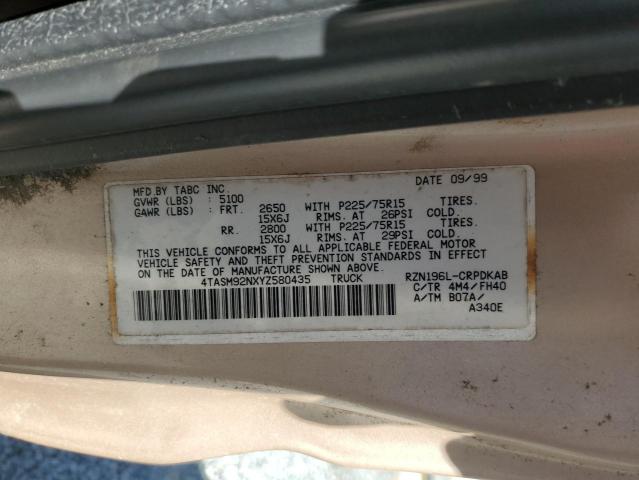 MFD.BY TABC INC. DATE 09/99
GVWR (LBS) : 5100
GAWR (LBS) : FRT. 2650 WITH P225/75R15 TIRES.
15X6J RIMS. AT 26PSI COLD.
RR. 2800 WITH P225/75R15 TIRES.
15X6J RIMS. AT 29PSI COLD.
THIS VEHICLE CONFORMS TO ALL APPLICABLE FEDERAL MOTOR
VEHICLE SAFETY AND THEFT PREVENTION STANDARDS IN EFFECT
ON THE DATE OF MANUFACTURE SHOWN ABOVE.
4TASM92NXYZ580435 TRUCK RZN196L-CRPDKAB
C/TR 4M4/FH40
A/TM B07A/
A340E